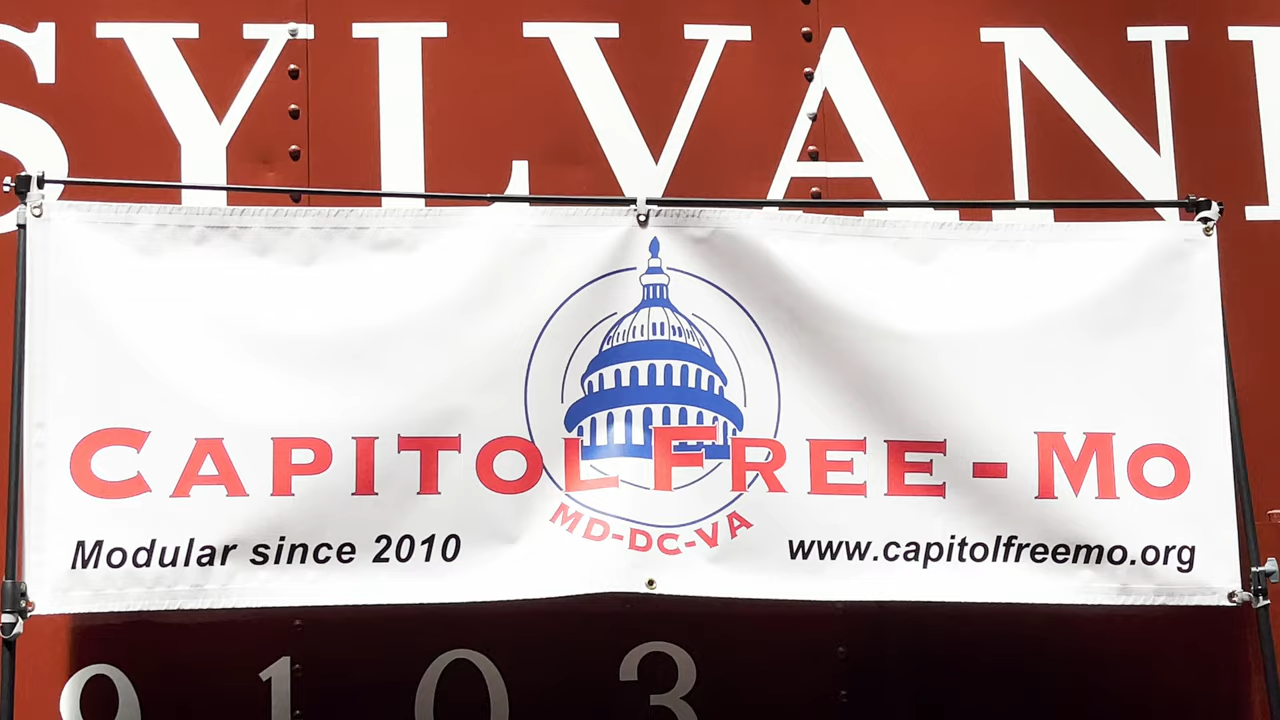 SYLVAN
CAPITOL FREE-MO
MD-DC-VA
Modular since 2010
www.capitolfreemo.org
9103